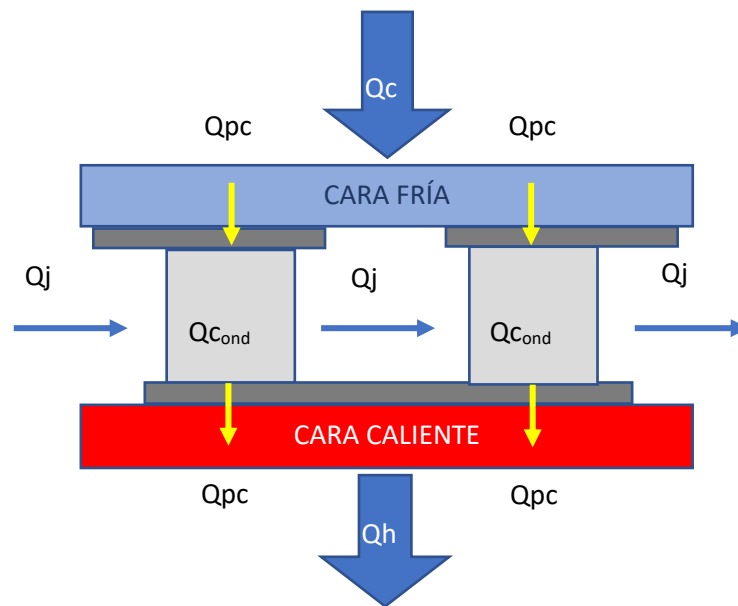 Qc
Qpc
Qpc
CARA FRÍA
Qj
Qj
Qj
Qcond
Qcond
CARA CALIENTE
Qpc
Qpc
Qh